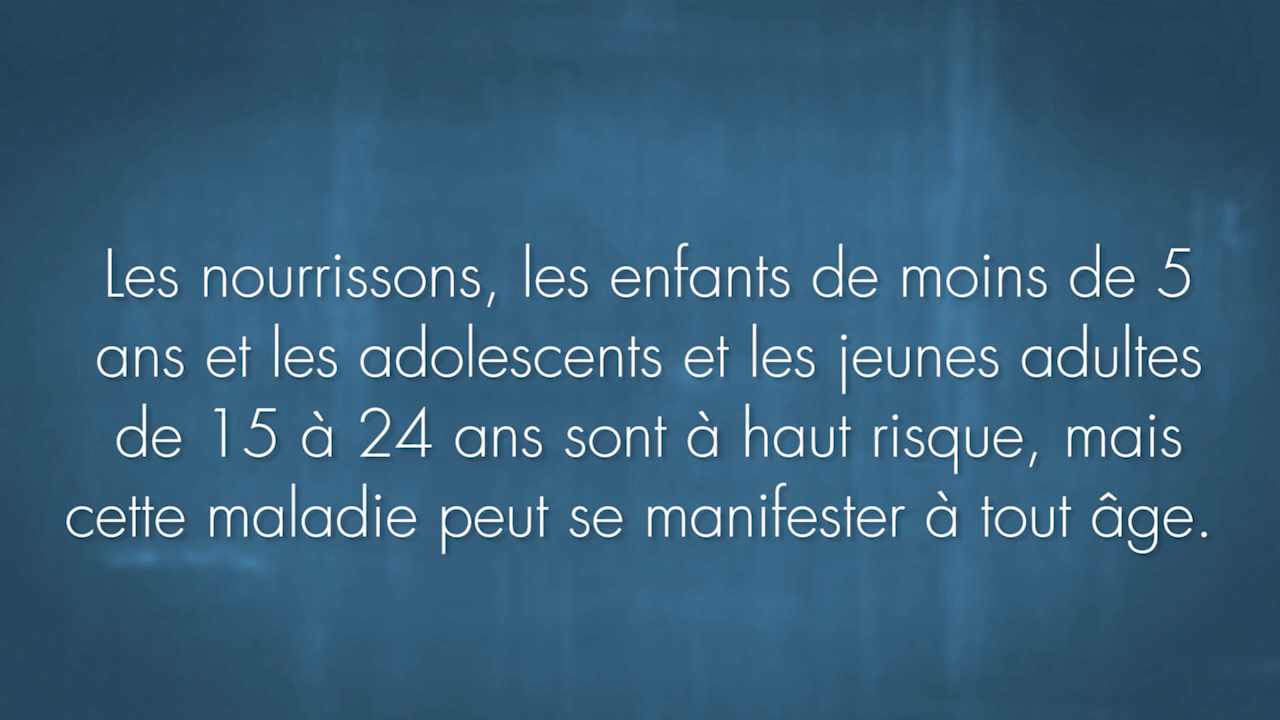 Les nourrissons, les enfants de moins de 5
ans et les adolescents et les jeunes adultes
de 15 à 24 ans sont à haut risque, mais
cette maladie peut se manifester à tout âge.